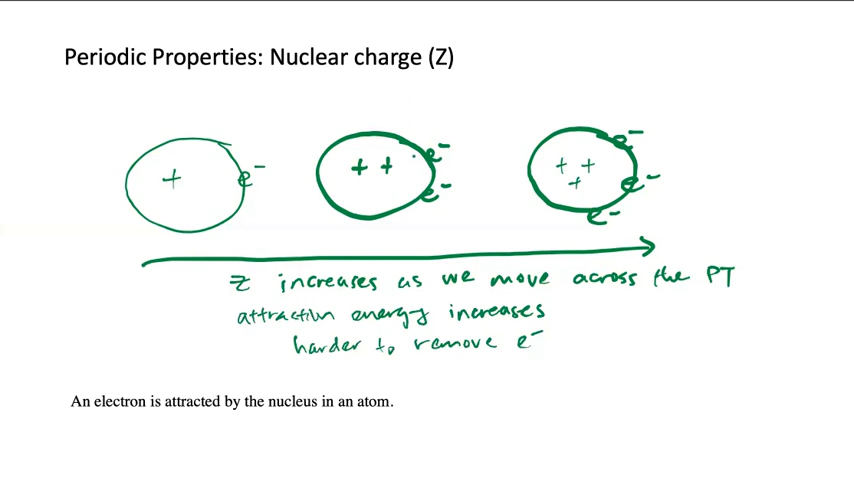 Periodic Properties: Nuclear charge (Z)
+ e⁻
+ + e⁻
e⁻
+ + e⁻
+ e⁻
e⁻
Z increases as we move across the PT
attraction energy increases
harder to remove e⁻
An electron is attracted by the nucleus in an atom.